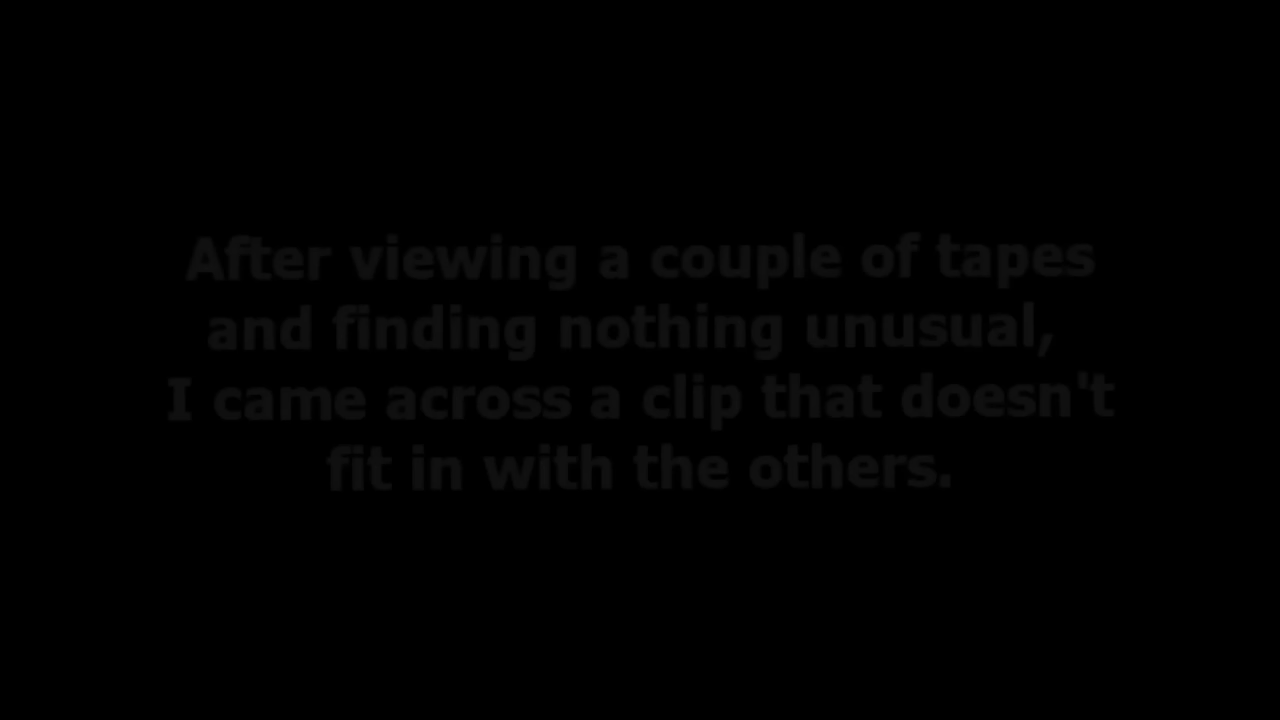 After viewing a couple of tapes
and finding nothing unusual,
I came across a clip that doesn't
fit in with the others.